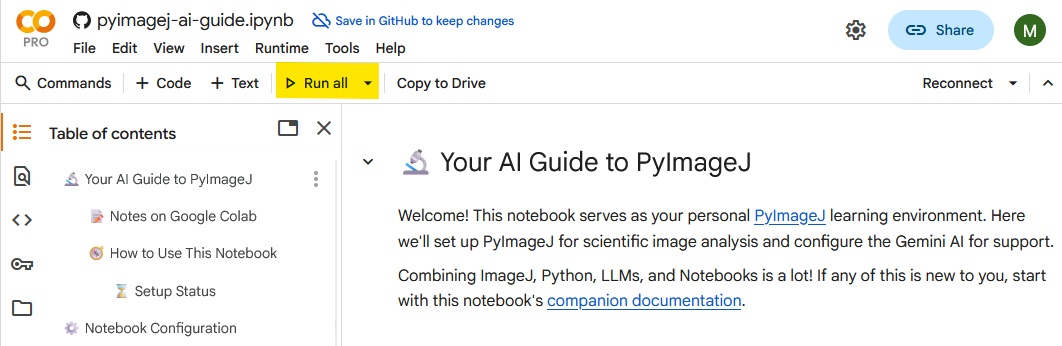 CO
PRO
pyimagej-ai-guide.ipynb
Save in GitHub to keep changes
File Edit View Insert Runtime Tools Help
Share
M
Commands + Code + Text Run all Copy to Drive
Reconnect
Table of contents
Your AI Guide to PyImageJ
Notes on Google Colab
How to Use This Notebook
Setup Status
Notebook Configuration
Your AI Guide to PyImageJ
Welcome! This notebook serves as your personal PyImageJ learning environment. Here
we'll set up PyImageJ for scientific image analysis and configure the Gemini AI for support.
Combining ImageJ, Python, LLMs, and Notebooks is a lot! If any of this is new to you, start
with this notebook's companion documentation.